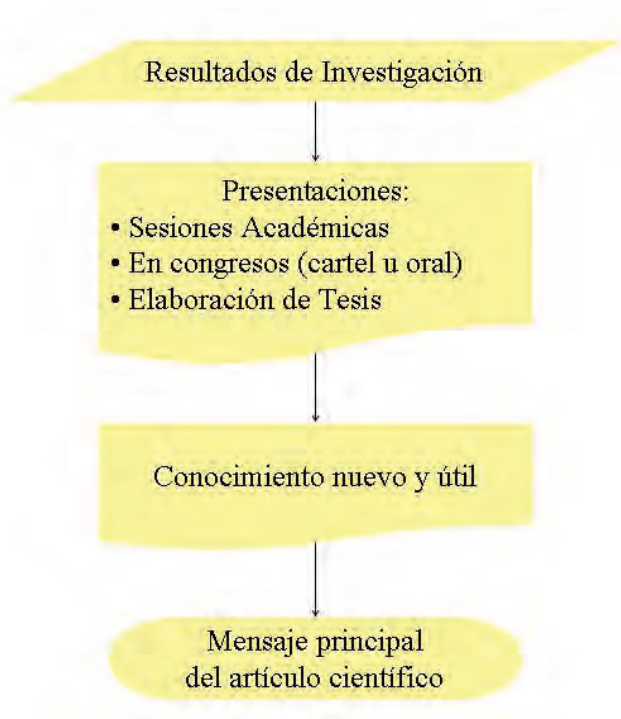 Resultados de Investigación
Presentaciones:
• Sesiones Académicas
• En congresos (cartel u oral)
• Elaboración de Tesis
Conocimiento nuevo y útil
Mensaje principal
del artículo científico